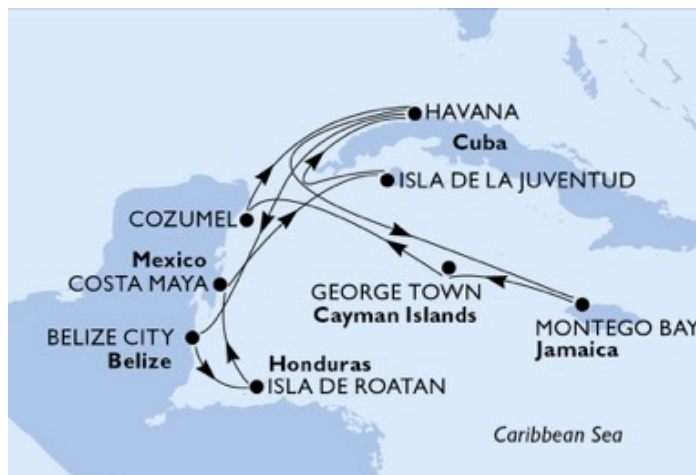 HAVANA
Cuba
ISLA DE LA JUVENTUD
COZUMEL
Mexico
COSTA MAYA
GEORGE TOWN
Cayman Islands
MONTEGO BAY
Jamaica
BELIZE CITY
Belize
Honduras
ISLA DE ROATAN
Caribbean Sea